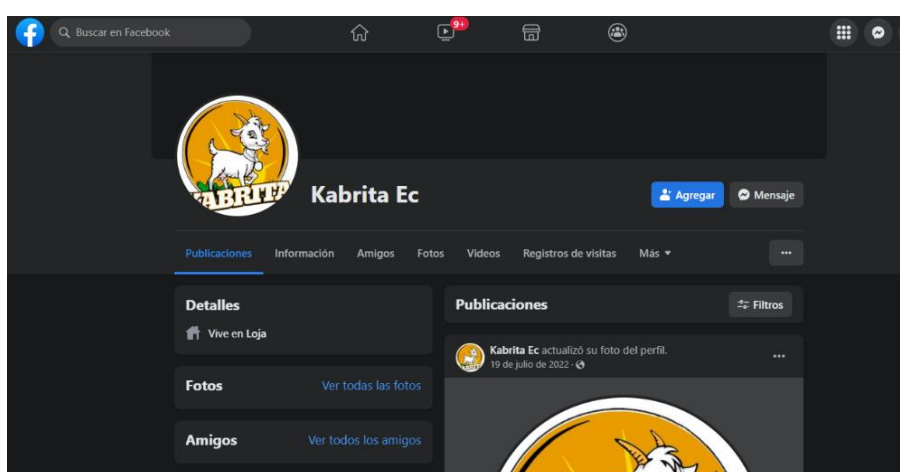 Buscar en Facebook
9+
KABRITA
Kabrita Ec
Agregar
Mensaje
Publicaciones Información Amigos Fotos Videos Registros de visitas Más
Detalles
Vive en Loja
Fotos
Ver todas las fotos
Amigos
Ver todos los amigos
Publicaciones
Filtros
Kabrita Ec actualizó su foto del perfil.
19 de julio de 2022 ·